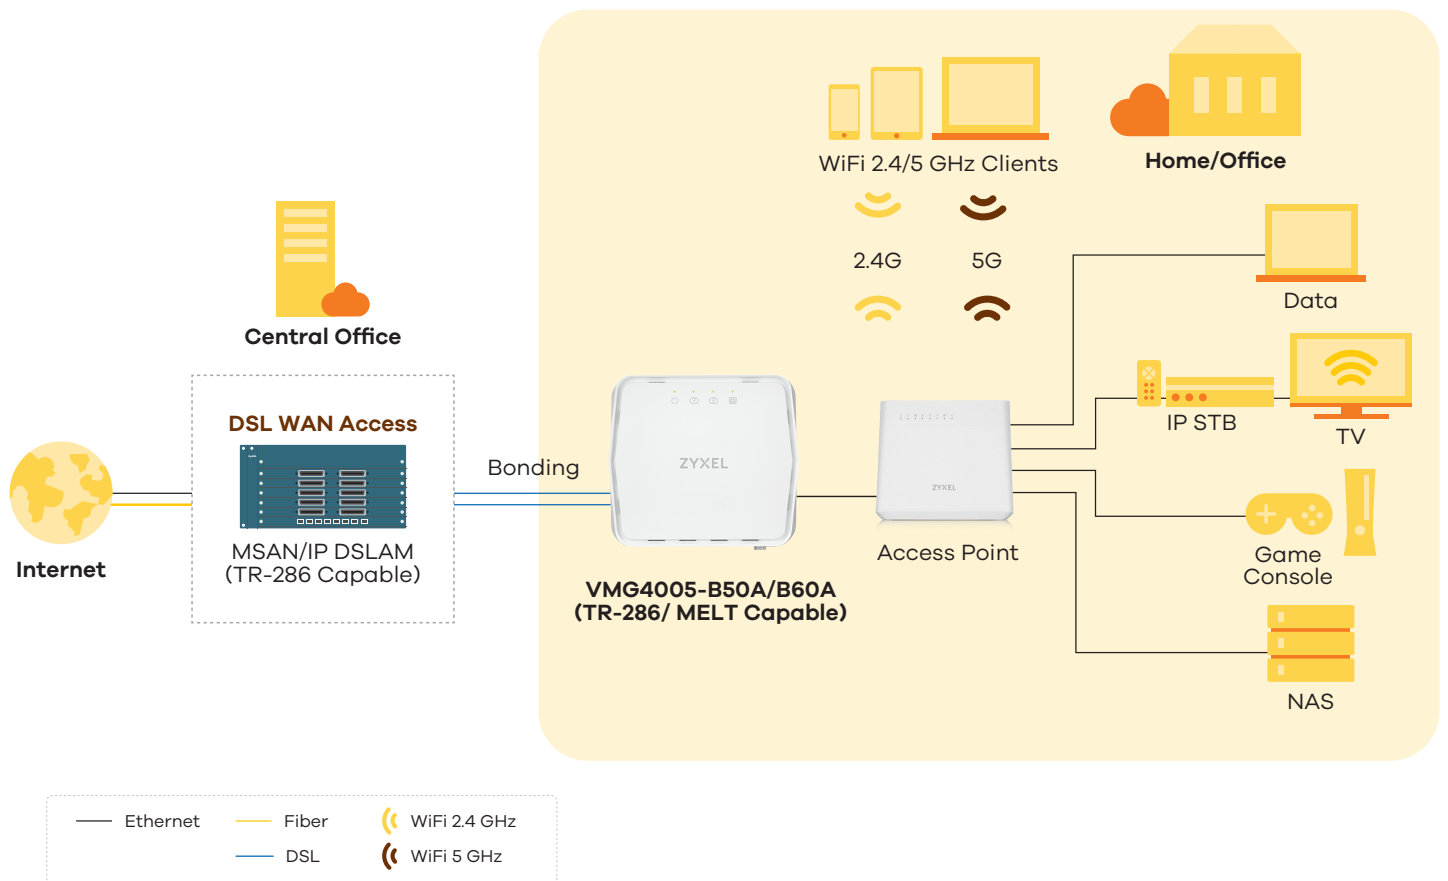 WiFi 2.4/5 GHz Clients
Home/Office
2.4G
5G
Data
Central Office
DSL WAN Access
Bonding
ZYXEL
ZYXEL
IP STB
TV
MSAN/IP DSLAM
(TR-286 Capable)
Internet
VMG4005-B50A/B60A
(TR-286/ MELT Capable)
Access Point
Game
Console
NAS
Ethernet
Fiber
WiFi 2.4 GHz
DSL
WiFi 5 GHz